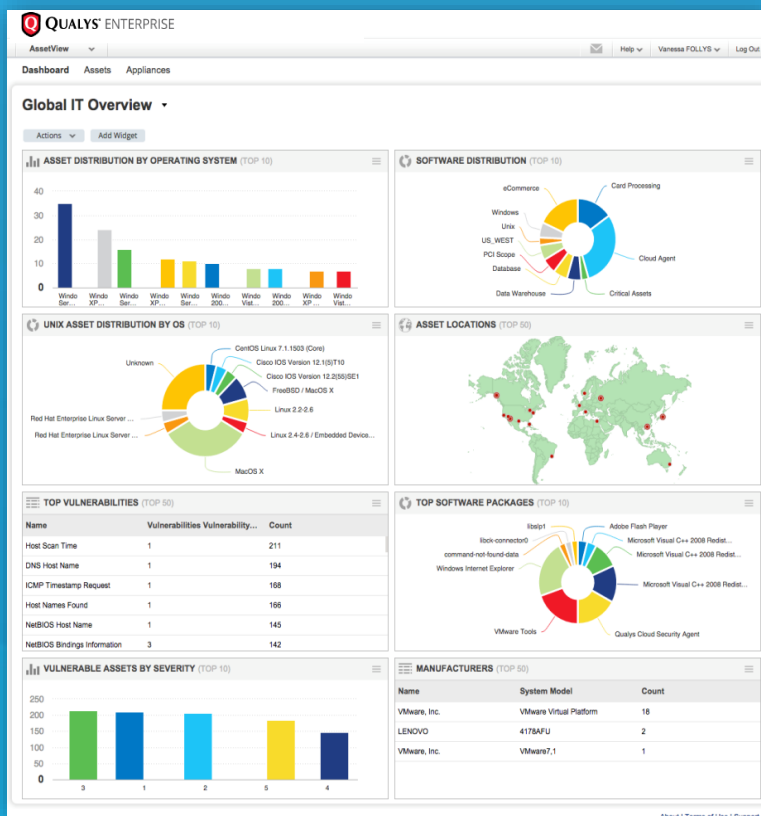 QUALYS® ENTERPRISE
AssetView
Help
Vanessa FOLLYS
Log Out
Dashboard Assets Appliances
Global IT Overview
Actions Add Widget
ASSET DISTRIBUTION BY OPERATING SYSTEM (TOP 10)
40
30
20
10
0
Windo Ser...
Windo XP ...
Windo Ser...
Windo XP ...
Windo Ser...
Windo 200...
Windo Vist...
Windo 200...
Windo XP ...
Windo Vist...
SOFTWARE DISTRIBUTION (TOP 10)
eCommerce
Card Processing
Windows
Unix
US_WEST
PCI Scope
Database
Cloud Agent
Data Warehouse
Critical Assets
UNIX ASSET DISTRIBUTION BY OS (TOP 10)
CentOS Linux 7.1.1503 (Core)
Unknown
Cisco IOS Version 12.1(5)T10
Cisco IOS Version 12.2(55)SE1
FreeBSD / MacOS X
Linux 2.2-2.6
Red Hat Enterprise Linux Server ...
Red Hat Enterprise Linux Server ...
Linux 2.4-2.6 / Embedded Device...
MacOS X
ASSET LOCATIONS (TOP 50)
TOP VULNERABILITIES (TOP 50)
Name Vulnerabilities Vulnerability... Count
Host Scan Time 1 211
DNS Host Name 1 194
ICMP Timestamp Request 1 168
Host Names Found 1 166
NetBIOS Host Name 1 145
NetBIOS Bindings Information 3 142
TOP SOFTWARE PACKAGES (TOP 10)
libslp1
Adobe Flash Player
libck-connector0
Microsoft Visual C++ 2008 Redist...
command-not-found-data
Microsoft Visual C++ 2008 Redist...
Windows Internet Explorer
Microsoft Visual C++ 2008 Redist...
VMware Tools
Qualys Cloud Security Agent
VULNERABLE ASSETS BY SEVERITY (TOP 10)
250
200
150
100
50
0
3 1 2 5 4
MANUFACTURERS (TOP 50)
Name System Model Count
VMware, Inc. VMware Virtual Platform 18
LENOVO 4178AFU 2
VMware, Inc. VMware7,1 1
About | Terms of Use | Support